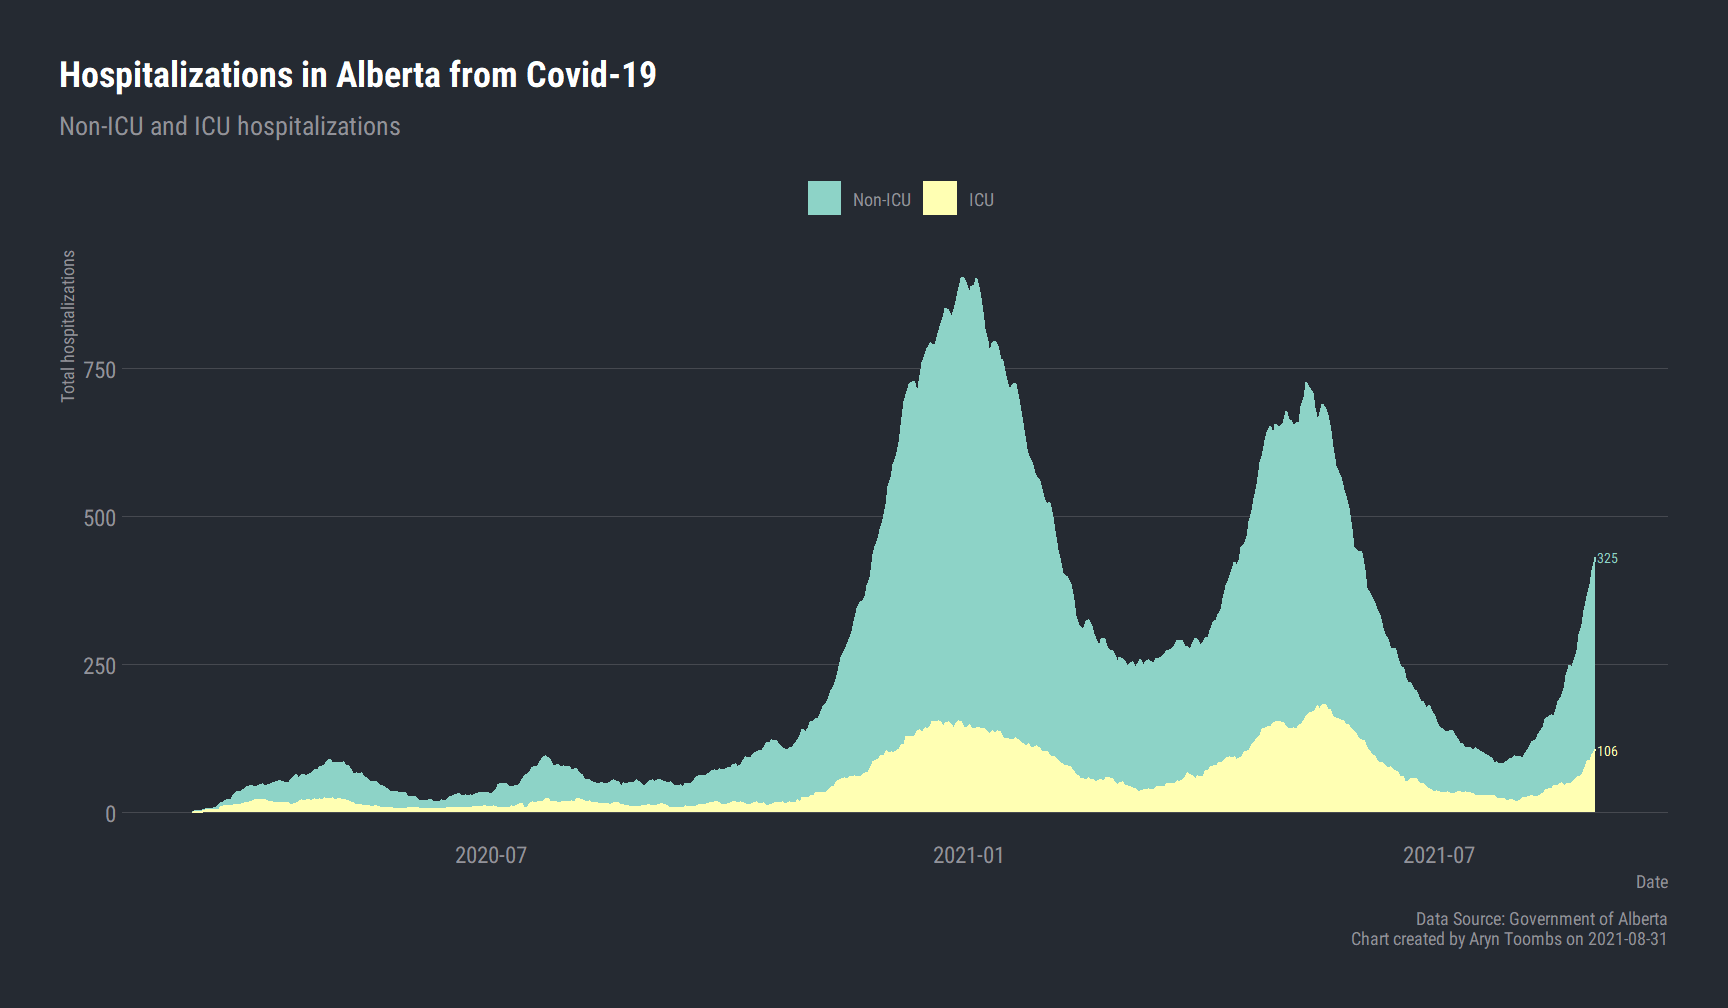 Hospitalizations in Alberta from Covid-19
Non-ICU and ICU hospitalizations
Non-ICU ICU
Total hospitalizations
750
500
250
0
325
106
2020-07 2021-01 2021-07
Date
Data Source: Government of Alberta
Chart created by Aryn Toombs on 2021-08-31